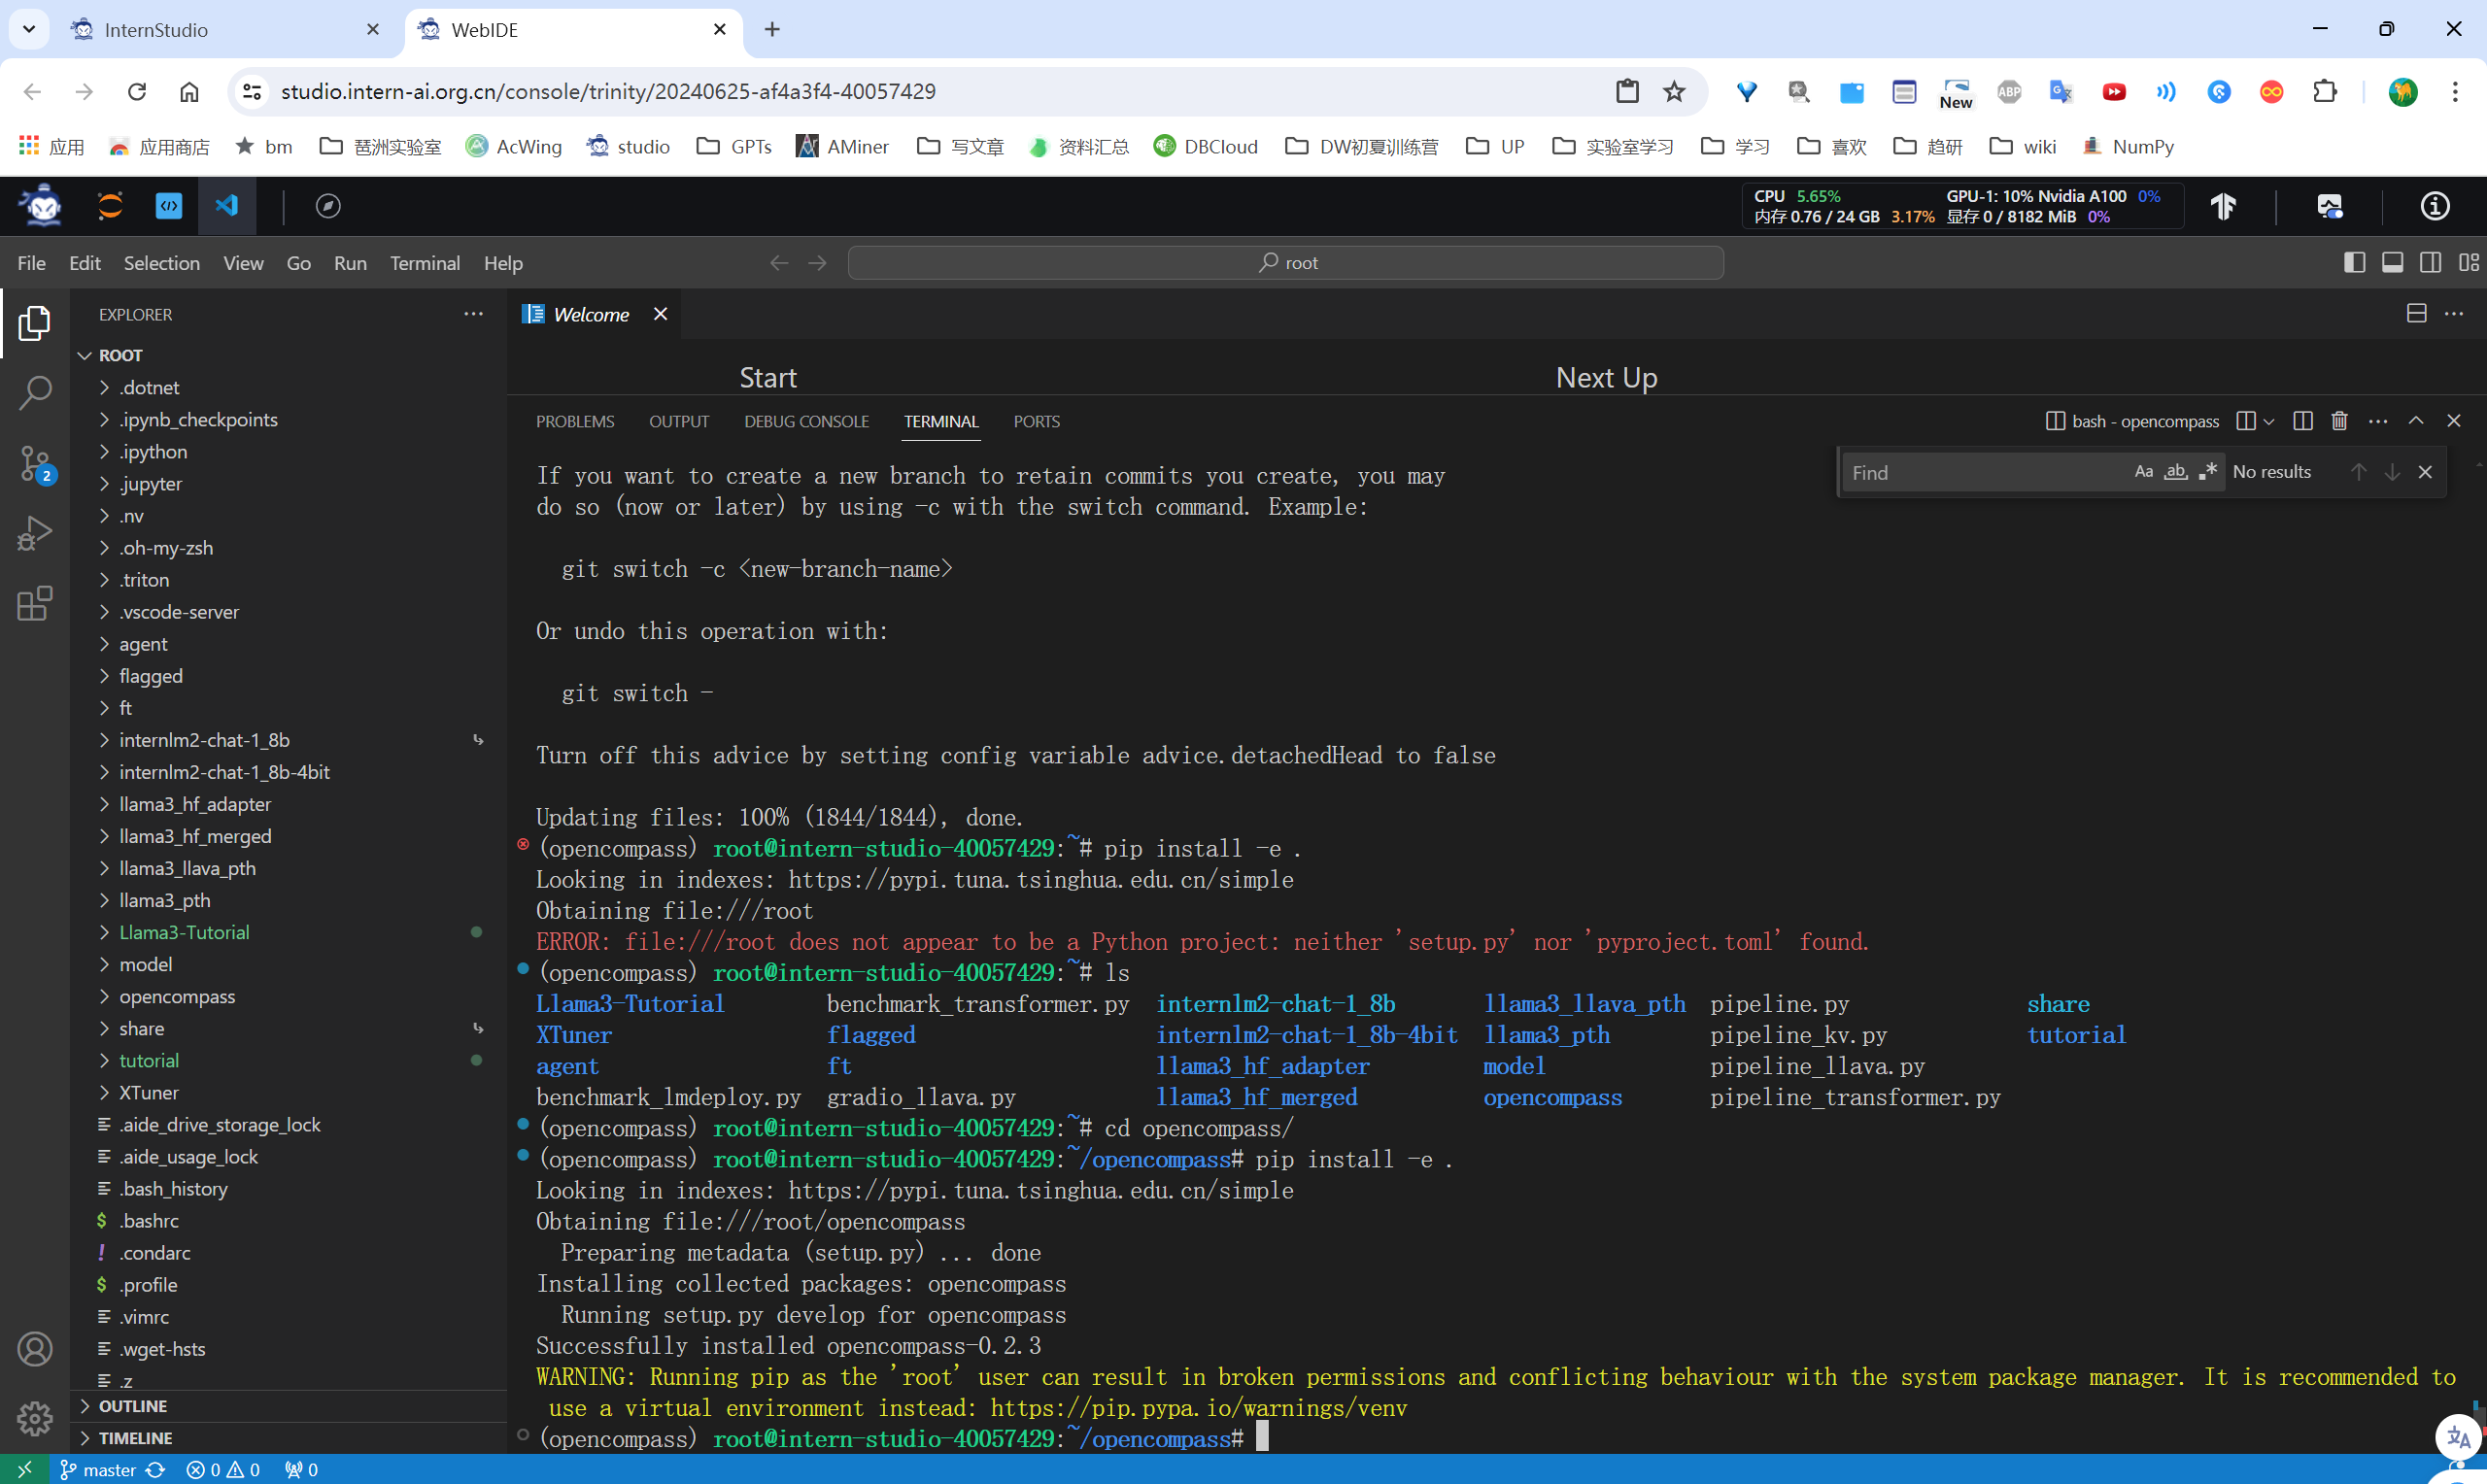 InternStudio
WebIDE
studio.intern-ai.org.cn/console/trinity/20240625-af4a3f4-40057429
New
ABP
应用
应用商店
bm
琶洲实验室
AcWing
studio
GPTs
AMiner
写文章
资料汇总
DBCloud
DW初夏训练营
UP
实验室学习
学习
喜欢
趋研
wiki
NumPy
CPU 5.65%
GPU-1: 10% Nvidia A100 0%
内存 0.76 / 24 GB 3.17%
显存 0 / 8182 MiB 0%
File
Edit
Selection
View
Go
Run
Terminal
Help
root
EXPLORER
Welcome
ROOT
.dotnet
.ipynb_checkpoints
.ipython
.jupyter
.nv
.oh-my-zsh
.triton
.vscode-server
agent
flagged
ft
internlm2-chat-1_8b
internlm2-chat-1_8b-4bit
llama3_hf_adapter
llama3_hf_merged
llama3_llava_pth
llama3_pth
Llama3-Tutorial
model
opencompass
share
tutorial
XTuner
.aide_drive_storage_lock
.aide_usage_lock
.bash_history
$ .bashrc
! .condarc
$ .profile
.vimrc
.wget-hsts
.z
OUTLINE
TIMELINE
2
Start
Next Up
PROBLEMS
OUTPUT
DEBUG CONSOLE
TERMINAL
PORTS
bash - opencompass
Find
Aa
ab
.*
No results
If you want to create a new branch to retain commits you create, you may
do so (now or later) by using -c with the switch command. Example:
git switch -c <new-branch-name>
Or undo this operation with:
git switch -
Turn off this advice by setting config variable advice.detachedHead to false
Updating files: 100% (1844/1844), done.
(opencompass) root@intern-studio-40057429:~# pip install -e .
Looking in indexes: https://pypi.tuna.tsinghua.edu.cn/simple
Obtaining file:///root
ERROR: file:///root does not appear to be a Python project: neither 'setup.py' nor 'pyproject.toml' found.
(opencompass) root@intern-studio-40057429:~# ls
Llama3-Tutorial benchmark_transformer.py internlm2-chat-1_8b llama3_llava_pth pipeline.py share
XTuner flagged internlm2-chat-1_8b-4bit llama3_pth pipeline_kv.py tutorial
agent ft llama3_hf_adapter model pipeline_llava.py
benchmark_lmdeploy.py gradio_llava.py llama3_hf_merged opencompass pipeline_transformer.py
(opencompass) root@intern-studio-40057429:~# cd opencompass/
(opencompass) root@intern-studio-40057429:~/opencompass# pip install -e .
Looking in indexes: https://pypi.tuna.tsinghua.edu.cn/simple
Obtaining file:///root/opencompass
Preparing metadata (setup.py) ... done
Installing collected packages: opencompass
Running setup.py develop for opencompass
Successfully installed opencompass-0.2.3
WARNING: Running pip as the 'root' user can result in broken permissions and conflicting behaviour with the system package manager. It is recommended to
use a virtual environment instead: https://pip.pypa.io/warnings/venv
(opencompass) root@intern-studio-40057429:~/opencompass#
master
0
0
0